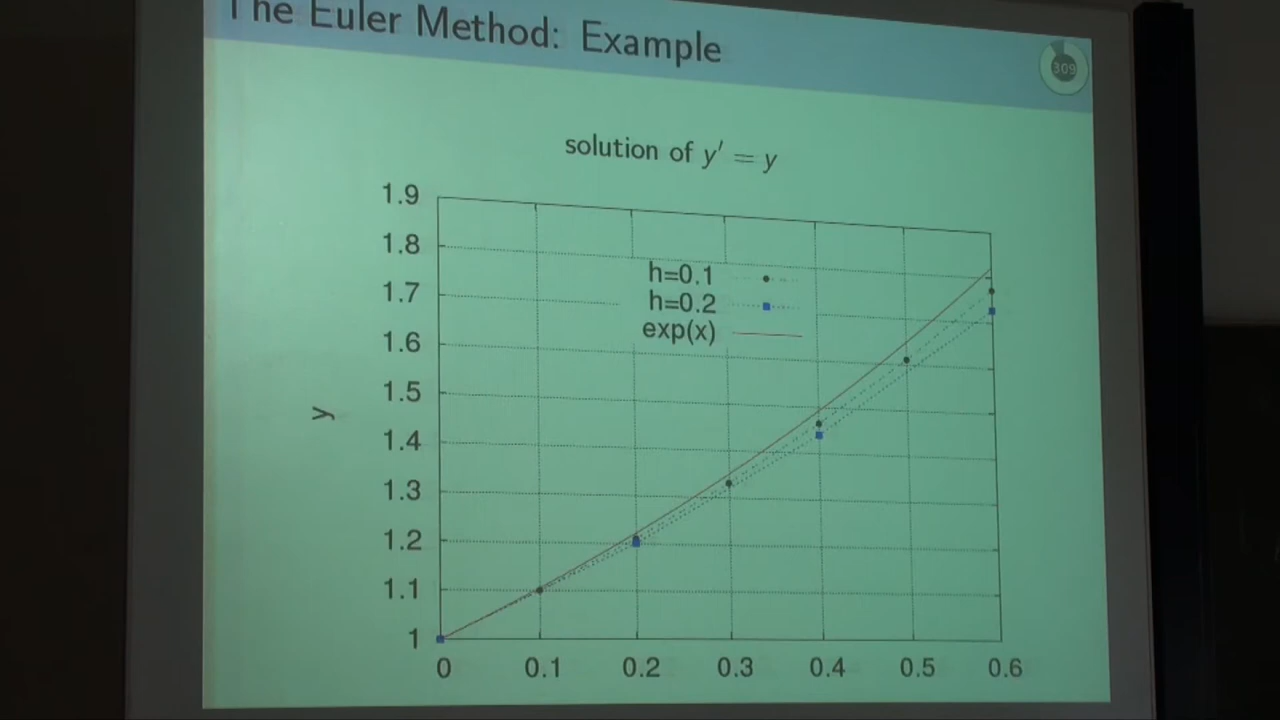 The Euler Method: Example
309
solution of y′ = y
1.9
1.8
1.7
1.6
1.5
1.4
1.3
1.2
1.1
1
y
h=0.1
h=0.2
exp(x)
0 0.1 0.2 0.3 0.4 0.5 0.6